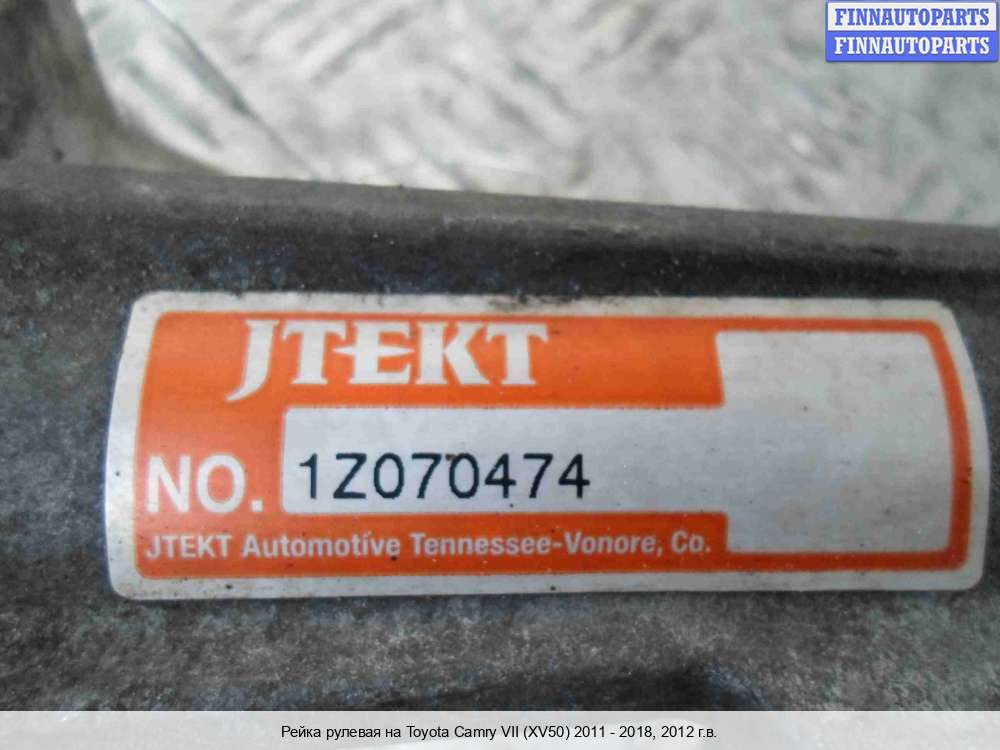 FINNAUTOPARTS
FINNAUTOPARTS
JTEKT
NO. 1Z070474
JTEKT Automotive Tennessee-Vonore, Co.
Рейка рулевая на Toyota Camry VII (XV50) 2011 - 2018, 2012 г.в.